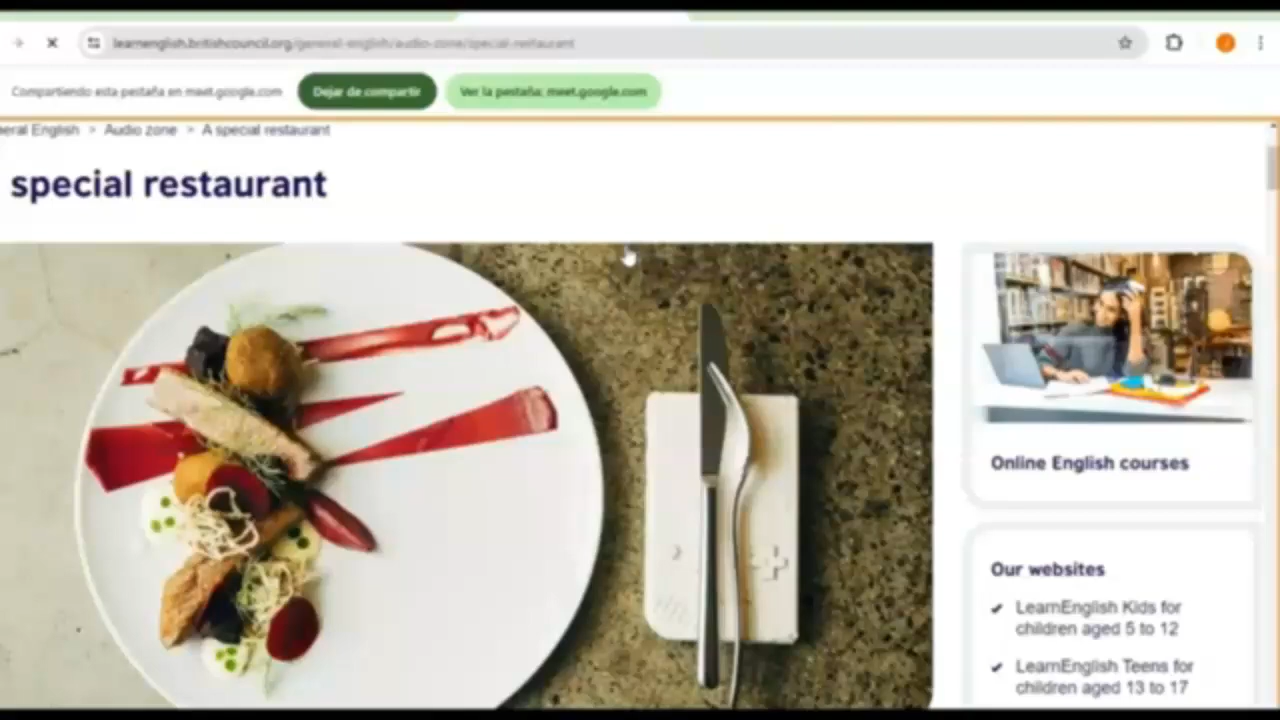 learnenglish.britishcouncil.org/general-english/audio-zone/special-restaurant
Compartiendo esta pestaña en meet.google.com
Dejar de compartir
Ver la pestaña: meet.google.com
eral English > Audio zone > A special restaurant
special restaurant
Online English courses
Our websites
LearnEnglish Kids for
children aged 5 to 12
LearnEnglish Teens for
children aged 13 to 17